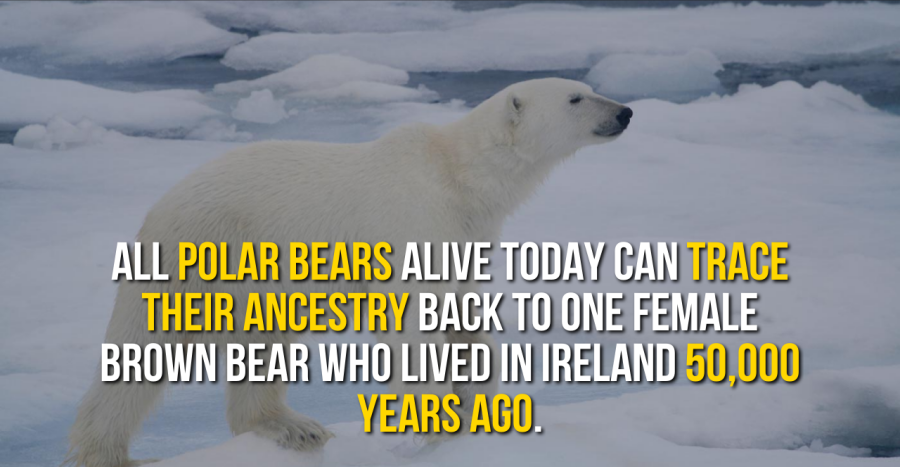 ALL POLAR BEARS ALIVE TODAY CAN TRACE
THEIR ANCESTRY BACK TO ONE FEMALE
BROWN BEAR WHO LIVED IN IRELAND 50,000
YEARS AGO.